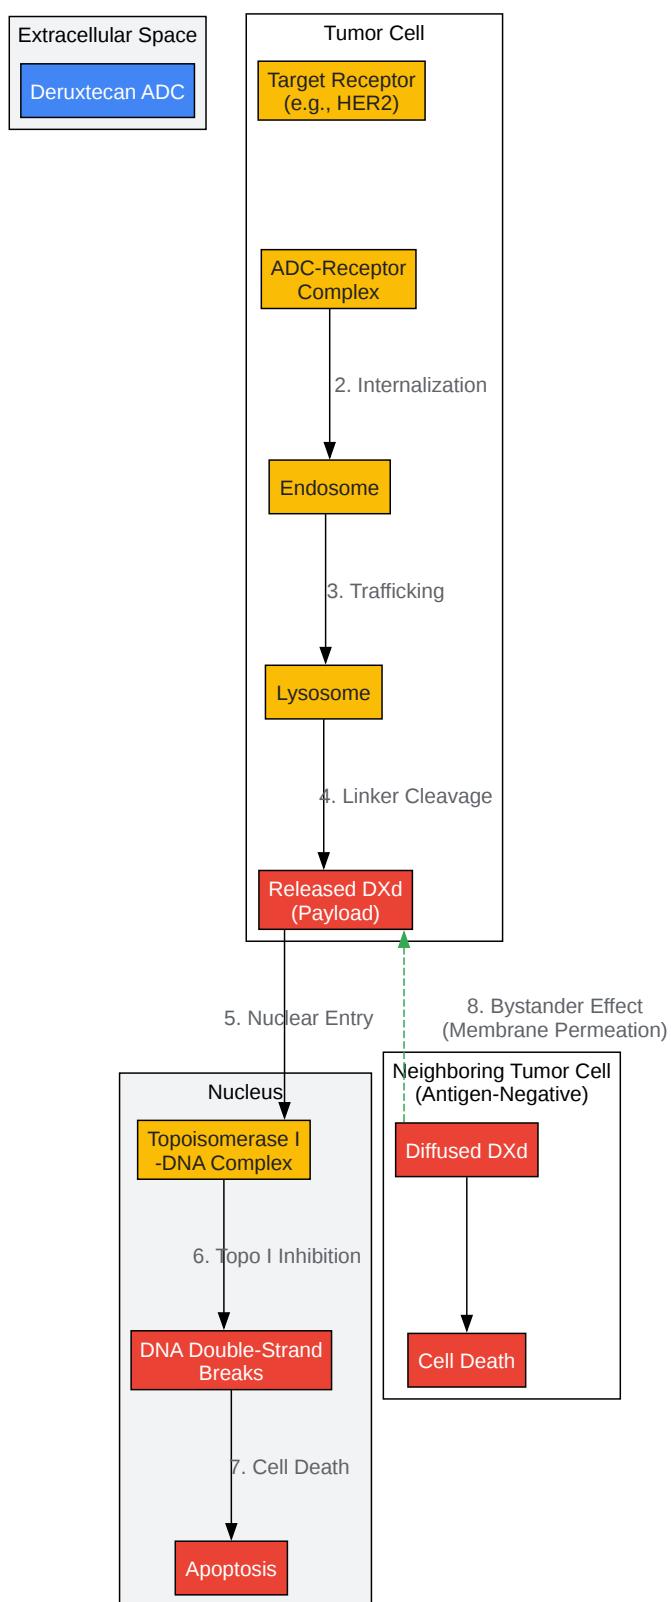 Extracellular Space
Deruxtecan ADC
Tumor Cell
Target Receptor
(e.g., HER2)
ADC-Receptor
Complex
2. Internalization
Endosome
3. Trafficking
Lysosome
4. Linker Cleavage
Released DXd
(Payload)
5. Nuclear Entry
8. Bystander Effect
(Membrane Permeation)
Nucleus
Topoisomerase I
-DNA Complex
6. Topo I Inhibition
DNA Double-Strand
Breaks
7. Cell Death
Apoptosis
Neighboring Tumor Cell
(Antigen-Negative)
Diffused DXd
Cell Death